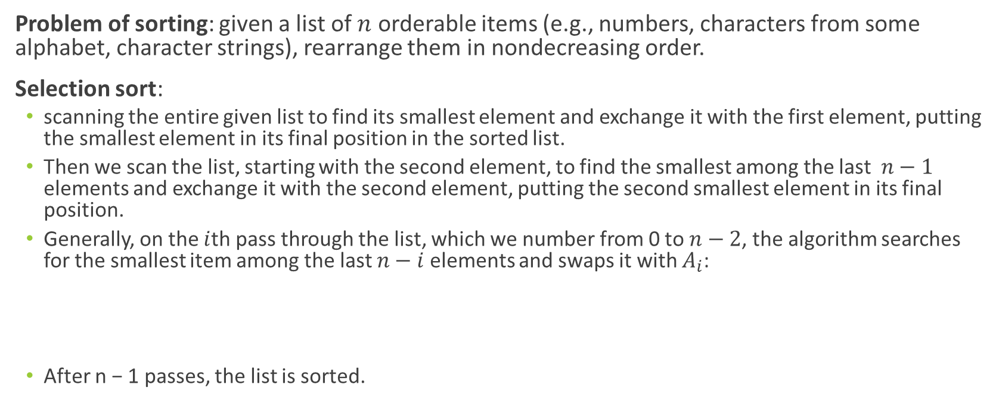 Problem of sorting: given a list of n orderable items (e.g., numbers, characters from some
alphabet, character strings), rearrange them in nondecreasing order.
Selection sort:
• scanning the entire given list to find its smallest element and exchange it with the first element, putting
the smallest element in its final position in the sorted list.
• Then we scan the list, starting with the second element, to find the smallest among the last n − 1
elements and exchange it with the second element, putting the second smallest element in its final
position.
• Generally, on the ith pass through the list, which we number from 0 to n − 2, the algorithm searches
for the smallest item among the last n − i elements and swaps it with Aᵢ:
• After n − 1 passes, the list is sorted.